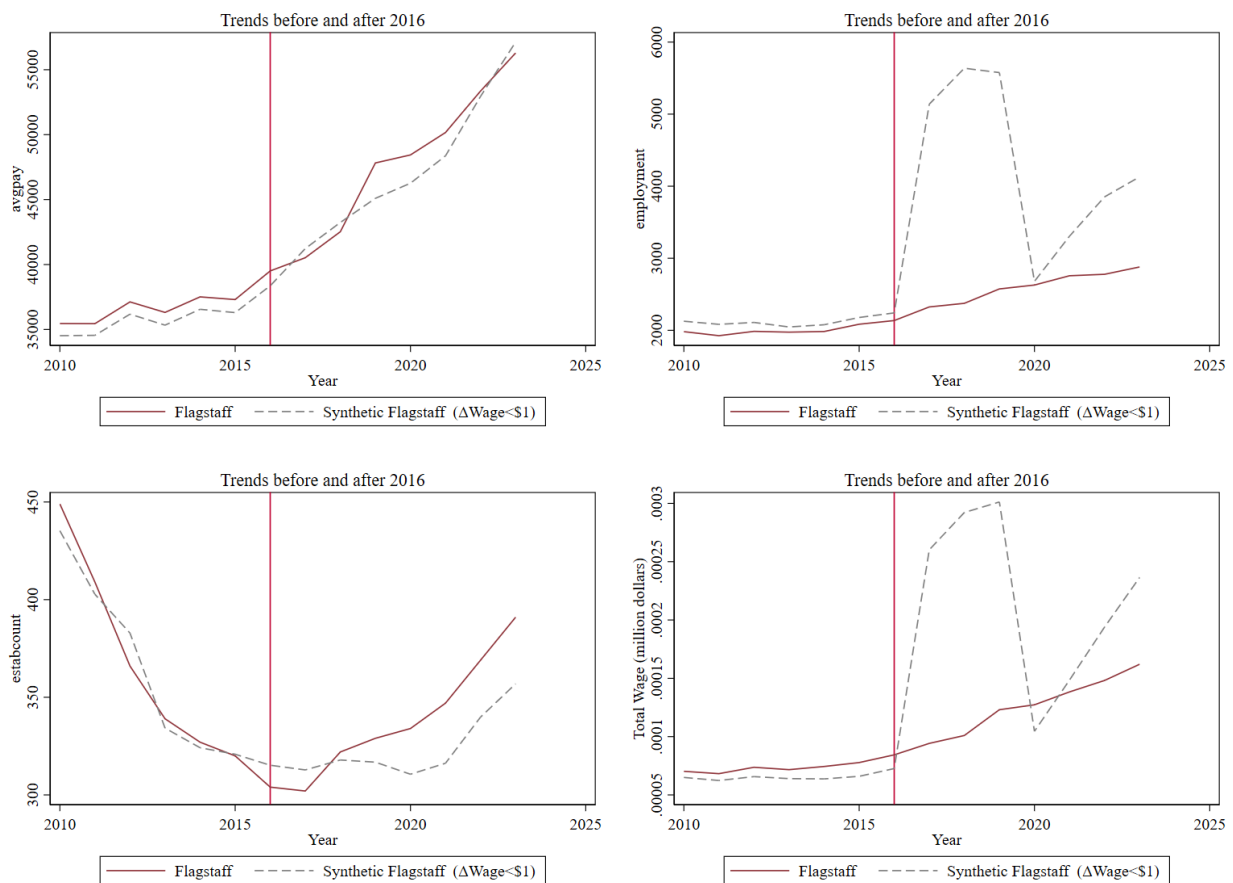 Trends before and after 2016
avgpay
35000
40000
45000
50000
55000
2010
2015
2020
2025
Year
Flagstaff
Synthetic Flagstaff (ΔWage<$1)
Trends before and after 2016
employment
2000
3000
4000
5000
6000
2010
2015
2020
2025
Year
Flagstaff
Synthetic Flagstaff (ΔWage<$1)
Trends before and after 2016
estabcount
300
350
400
450
2010
2015
2020
2025
Year
Flagstaff
Synthetic Flagstaff (ΔWage<$1)
Trends before and after 2016
Total Wage (million dollars)
.00005
.0001
.00015
.0002
.00025
.0003
2010
2015
2020
2025
Year
Flagstaff
Synthetic Flagstaff (ΔWage<$1)